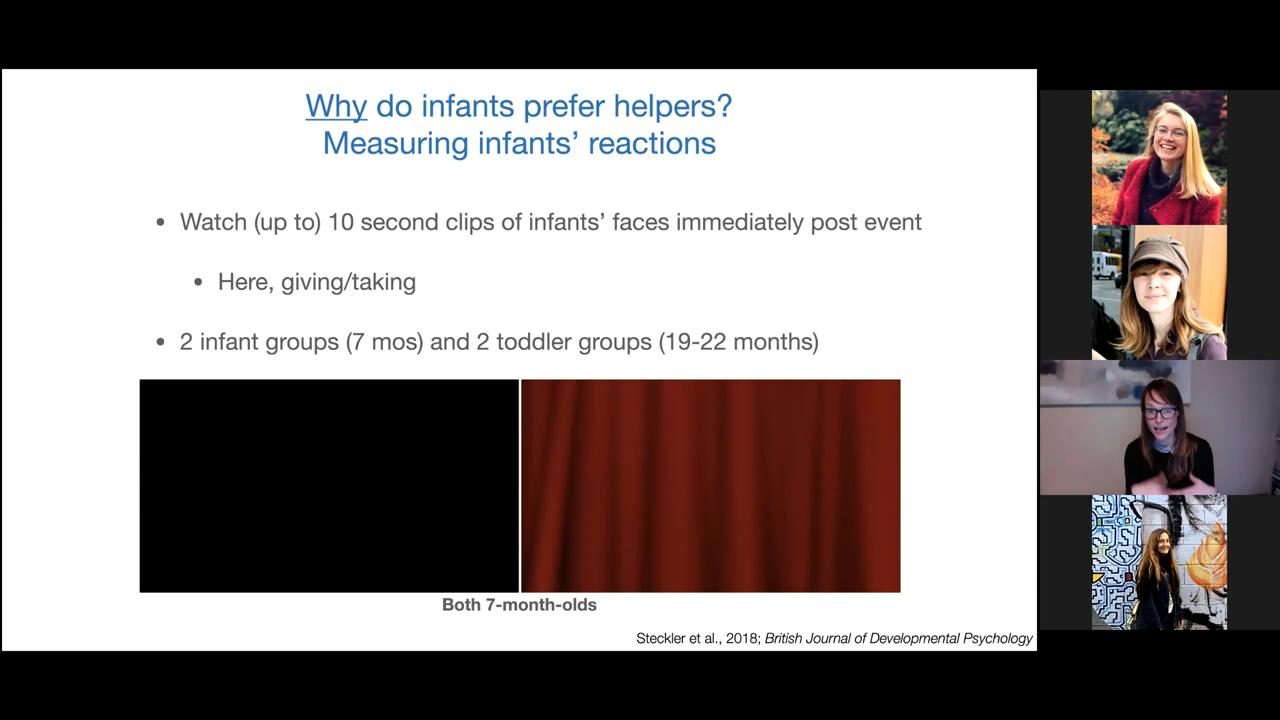 Why do infants prefer helpers?
Measuring infants’ reactions
• Watch (up to) 10 second clips of infants’ faces immediately post event
• Here, giving/taking
• 2 infant groups (7 mos) and 2 toddler groups (19-22 months)
Both 7-month-olds
Steckler et al., 2018; British Journal of Developmental Psychology